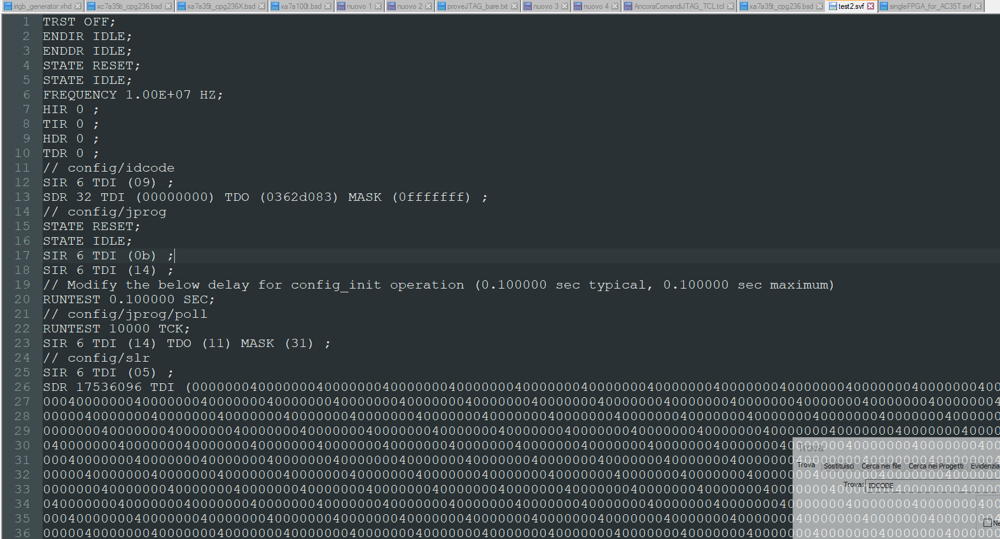 irigb_generator.vhd xc7a35ti_cpg236.bsd xa7a35t_cpg236X.bsd xa7a100t.bsd nuovo 1 nuovo 2 proveJTAG_bare.txt nuovo 3 nuovo 4 AncoraComandiJTAG_TCL.tcl xa7a35t_cpg236.bsd test2.svf singleFPGA_for_AC35T.svf
1 TRST OFF;
2 ENDIR IDLE;
3 ENDDR IDLE;
4 STATE RESET;
5 STATE IDLE;
6 FREQUENCY 1.00E+07 HZ;
7 HIR 0 ;
8 TIR 0 ;
9 HDR 0 ;
10 TDR 0 ;
11 // config/idcode
12 SIR 6 TDI (09) ;
13 SDR 32 TDI (00000000) TDO (0362d083) MASK (0fffffff) ;
14 // config/jprog
15 STATE RESET;
16 STATE IDLE;
17 SIR 6 TDI (0b) ;
18 SIR 6 TDI (14) ;
19 // Modify the below delay for config_init operation (0.100000 sec typical, 0.100000 sec maximum)
20 RUNTEST 0.100000 SEC;
21 // config/jprog/poll
22 RUNTEST 10000 TCK;
23 SIR 6 TDI (14) TDO (11) MASK (31) ;
24 // config/slr
25 SIR 6 TDI (05) ;
26 SDR 17536096 TDI (00000004000000040000000400000004000000040000000400000004000000040000000400000004000000040000000400
27 00040000000400000004000000040000000400000004000000040000000400000004000000040000000400000004000000040000000400000004
28 00000400000004000000040000000400000004000000040000000400000004000000040000000400000004000000040000000400000004000000
29 00000004000000040000000400000004000000040000000400000004000000040000000400000004000000040000000400000004000000040000
30 04000000040000000400000004000000040000000400000004000000040000000400000004000000040000000400000004000000040000000400
31 00040000000400000004000000040000000400000004000000040000000400000004000000040000000400000004000000040000000400000004
32 00000400000004000000040000000400000004000000040000000400000004000000040000000400000004000000040000000400000004000000
33 00000004000000040000000400000004000000040000000400000004000000040000000400000004000000040000000400000004000000040000
34 04000000040000000400000004000000040000000400000004000000040000000400000004000000040000000400000004000000040000000400
35 00040000000400000004000000040000000400000004000000040000000400000004000000040000000400000004000000040000000400000004
36 00000400000004000000040000000400000004000000040000000400000004000000040000000400000004000000040000000400000004000000
Trova
Trova Sostituisci Cerca nei file Cerca nei Progetti Evidenzia
Trova: IDCODE